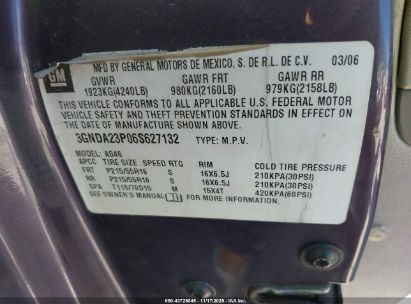 GM
MFD BY GENERAL MOTORS DE MEXICO, S. DE R.L. DE C.V. 03/06
GVWR GAWR FRT GAWR RR
1923KG(4240LB) 980KG(2160LB) 979KG(2158LB)
THIS VEHICLE CONFORMS TO ALL APPLICABLE U.S. FEDERAL MOTOR
VEHICLE SAFETY AND THEFT PREVENTION STANDARDS IN EFFECT ON
THE DATE OF MANUFACTURE SHOWN ABOVE.
3GNDA23P06S627132 TYPE: M.P.V.
MODEL: AS46
APCC TIRE SIZE SPEED RTG RIM COLD TIRE PRESSURE
FRT P215/55R16 S 16X6.5J 210KPA(30PSI)
RR P215/55R16 S 16X6.5J 210KPA(30PSI)
SPA T115/70D15 M 15X4T 420KPA(60PSI)
SEE OWNER'S MANUAL FOR MORE INFORMATION.